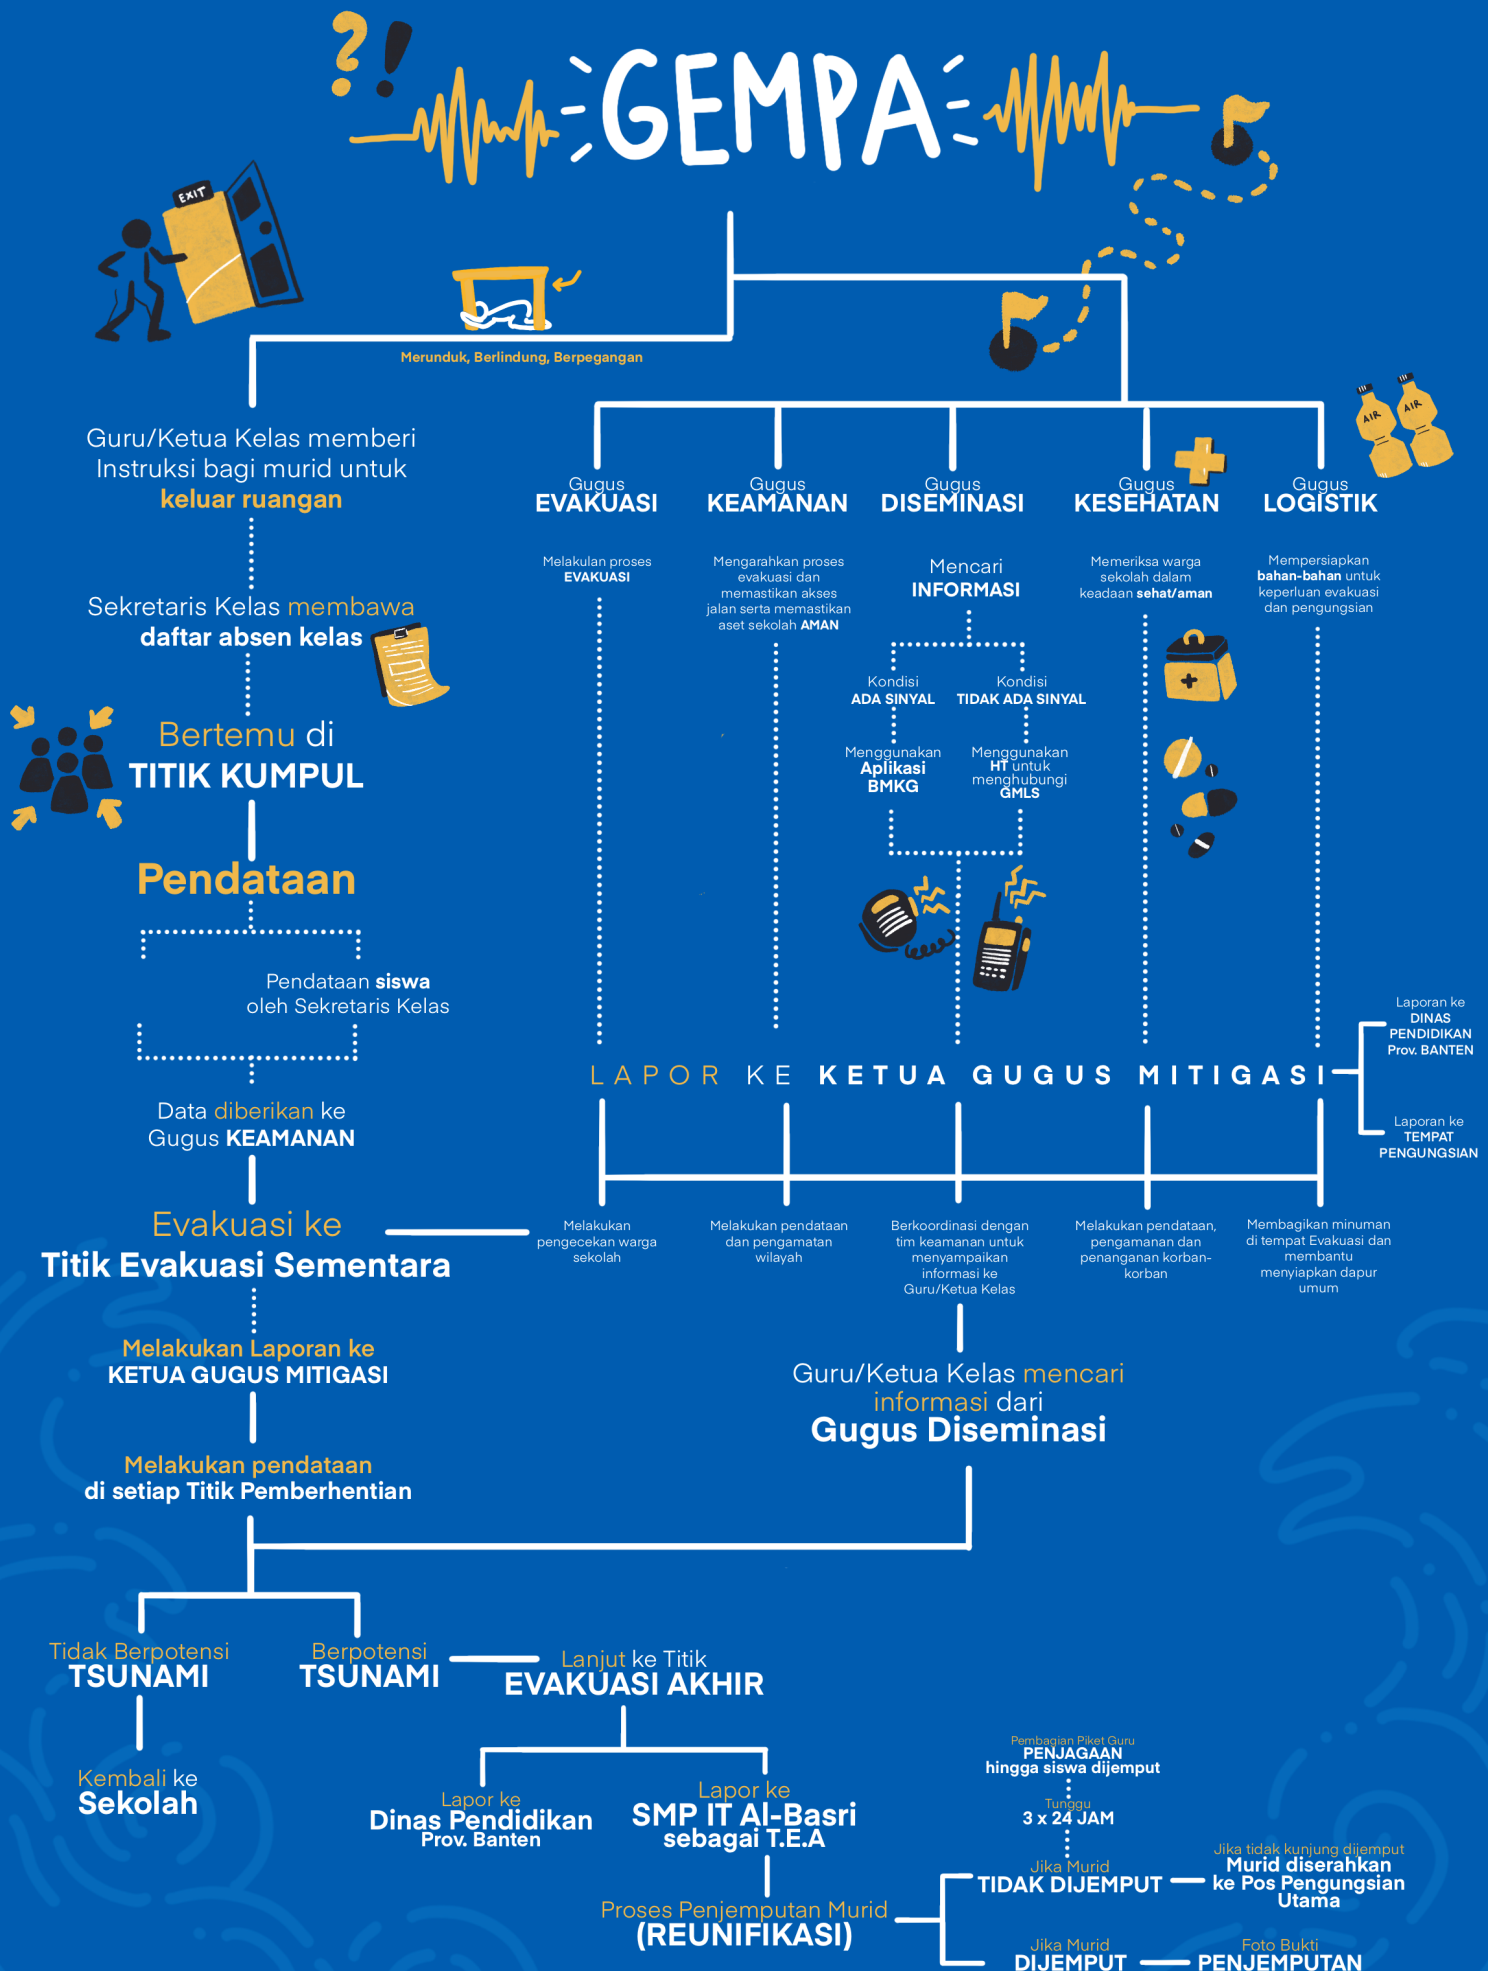 ?!
GEMPA
EXIT
Merunduk, Berlindung, Berpegangan
AIR
AIR
Guru/Ketua Kelas memberi
Instruksi bagi murid untuk
keluar ruangan
Sekretaris Kelas membawa
daftar absen kelas
Bertemu di
TITIK KUMPUL
Pendataan
Pendataan siswa
oleh Sekretaris Kelas
Data diberikan ke
Gugus KEAMANAN
Evakuasi ke
Titik Evakuasi Sementara
Melakukan Laporan ke
KETUA GUGUS MITIGASI
Melakukan pendataan
di setiap Titik Pemberhentian
Gugus
EVAKUASI
Melakulan proses
EVAKUASI
Gugus
KEAMANAN
Mengarahkan proses
evakuasi dan
memastikan akses
jalan serta memastikan
aset sekolah AMAN
Gugus
DISEMINASI
Mencari
INFORMASI
Kondisi
ADA SINYAL
Menggunakan
Aplikasi
BMKG
Kondisi
TIDAK ADA SINYAL
Menggunakan
HT untuk
menghubungi
GMLS
Gugus
KESEHATAN
Memeriksa warga
sekolah dalam
keadaan sehat/aman
Gugus
LOGISTIK
Mempersiapkan
bahan-bahan untuk
keperluan evakuasi
dan pengungsian
LAPOR KE KETUA GUGUS MITIGASI
Laporan ke
DINAS
PENDIDIKAN
Prov. BANTEN
Laporan ke
TEMPAT
PENGUNGSIAN
Melakukan
pengecekan warga
sekolah
Melakukan pendataan
dan pengamatan
wilayah
Berkoordinasi dengan
tim keamanan untuk
menyampaikan
informasi ke
Guru/Ketua Kelas
Melakukan pendataan,
pengamanan dan
penanganan korban-
korban
Membagikan minuman
di tempat Evakuasi dan
membantu
menyiapkan dapur
umum
Guru/Ketua Kelas mencari
informasi dari
Gugus Diseminasi
Tidak Berpotensi
TSUNAMI
Kembali ke
Sekolah
Berpotensi
TSUNAMI
Lanjut ke Titik
EVAKUASI AKHIR
Lapor ke
Dinas Pendidikan
Prov. Banten
Lapor ke
SMP IT Al-Basri
sebagai T.E.A
Proses Penjemputan Murid
(REUNIFIKASI)
Pembagian Piket Guru
PENJAGAAN
hingga siswa dijemput
Tunggu
3 x 24 JAM
Jika Murid
TIDAK DIJEMPUT
Jika tidak kunjung dijemput
Murid diserahkan
ke Pos Pengungsian
Utama
Jika Murid
DIJEMPUT
Foto Bukti
PENJEMPUTAN